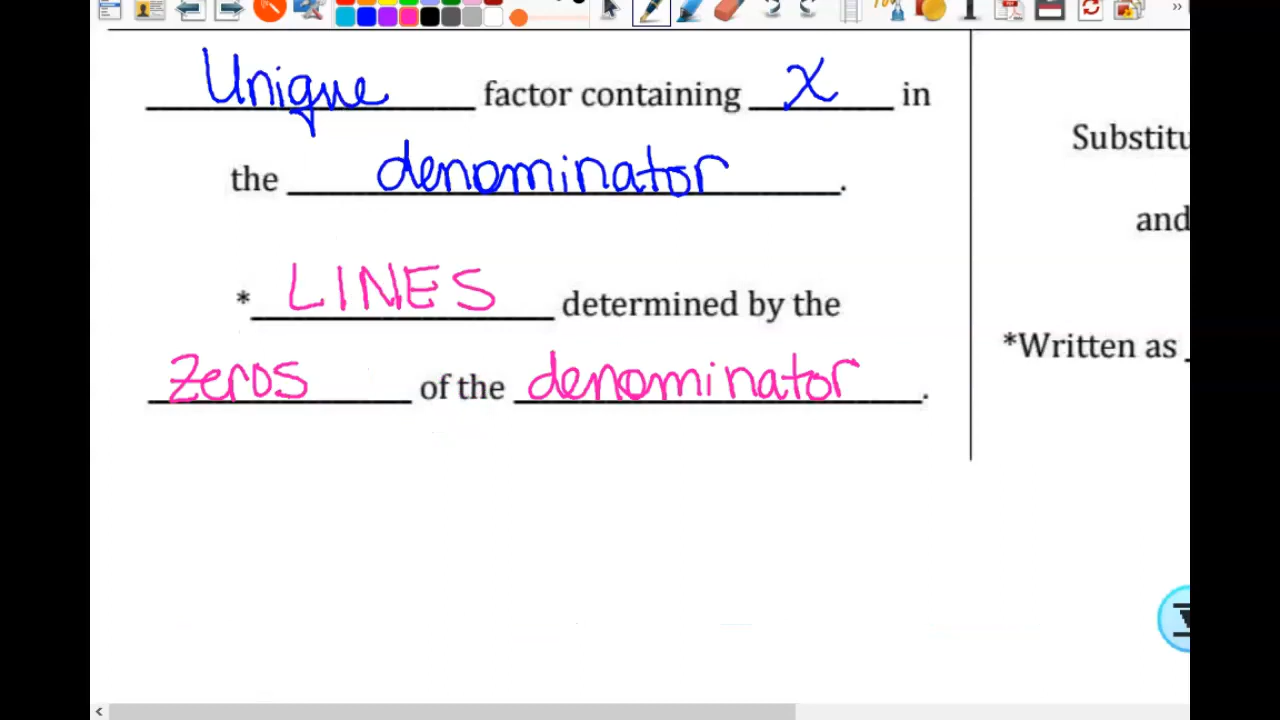 Unique factor containing x in
the denominator.
*LINES determined by the
zeros of the denominator.
Substitu
and
*Written as